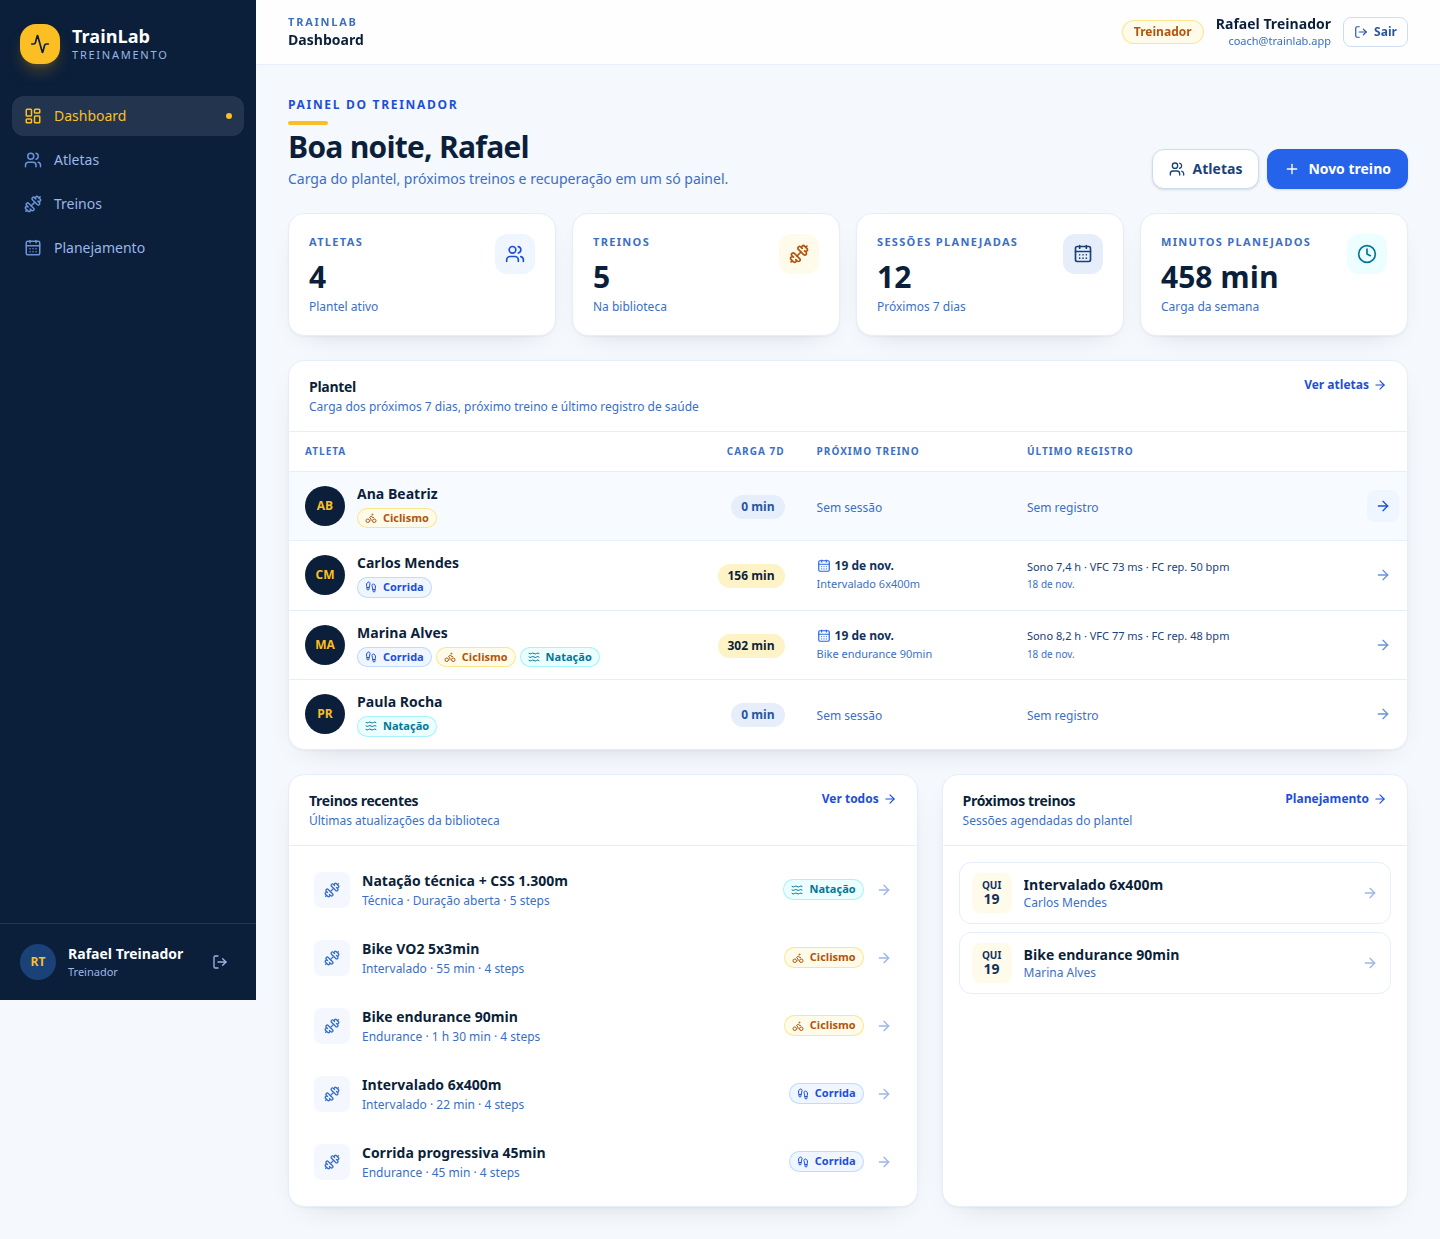 TrainLab
TREINAMENTO
Dashboard
Atletas
Treinos
Planejamento
Rafael Treinador
RT
Treinador
TRAINLAB
Dashboard
Treinador
Rafael Treinador
coach@trainlab.app
Sair
PAINEL DO TREINADOR
Boa noite, Rafael
Carga do plantel, próximos treinos e recuperação em um só painel.
Atletas
Novo treino
ATLETAS
4
Plantel ativo
TREINOS
5
Na biblioteca
SESSÕES PLANEJADAS
12
Próximos 7 dias
MINUTOS PLANEJADOS
458 min
Carga da semana
Plantel
Carga dos próximos 7 dias, próximo treino e último registro de saúde
Ver atletas
ATLETA CARGA 7D PRÓXIMO TREINO ÚLTIMO REGISTRO
AB
Ana Beatriz
Ciclismo
0 min
Sem sessão
Sem registro
CM
Carlos Mendes
Corrida
156 min
19 de nov.
Intervalado 6x400m
Sono 7,4 h · VFC 73 ms · FC rep. 50 bpm
18 de nov.
MA
Marina Alves
Corrida Ciclismo Natação
302 min
19 de nov.
Bike endurance 90min
Sono 8,2 h · VFC 77 ms · FC rep. 48 bpm
18 de nov.
PR
Paula Rocha
Natação
0 min
Sem sessão
Sem registro
Treinos recentes
Últimas atualizações da biblioteca
Ver todos
Natação técnica + CSS 1.300m
Técnica · Duração aberta · 5 steps
Natação
Bike VO2 5x3min
Intervalado · 55 min · 4 steps
Ciclismo
Bike endurance 90min
Endurance · 1 h 30 min · 4 steps
Ciclismo
Intervalado 6x400m
Intervalado · 22 min · 4 steps
Corrida
Corrida progressiva 45min
Endurance · 45 min · 4 steps
Corrida
Próximos treinos
Sessões agendadas do plantel
Planejamento
QUI
19
Intervalado 6x400m
Carlos Mendes
QUI
19
Bike endurance 90min
Marina Alves